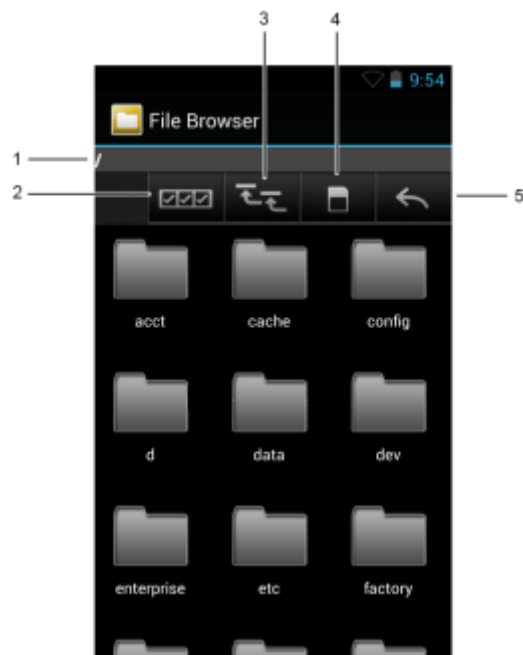 3 4
9:54
File Browser
1
/
2
5
acct cache config
d data dev
enterprise etc factory